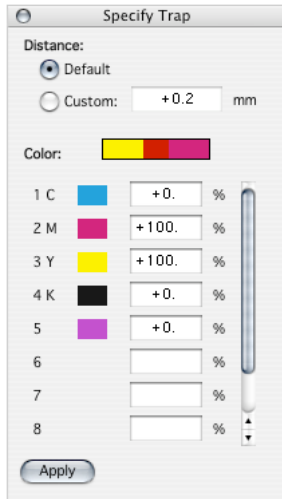 Specify Trap
Distance:
Default
Custom: +0.2 mm
Color:
1 C +0. %
2 M +100. %
3 Y +100. %
4 K +0. %
5 +0. %
6 %
7 %
8 %
Apply